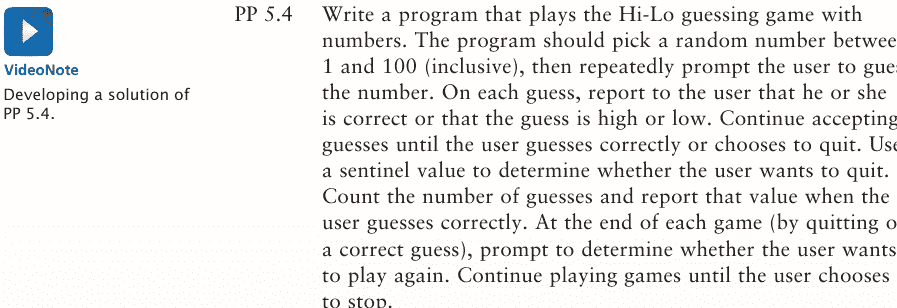 PP 5.4 Write a program that plays the Hi-Lo guessing game with
numbers. The program should pick a random number betwee
1 and 100 (inclusive), then repeatedly prompt the user to gue
the number. On each guess, report to the user that he or she
is correct or that the guess is high or low. Continue accepting
guesses until the user guesses correctly or chooses to quit. Use
a sentinel value to determine whether the user wants to quit.
Count the number of guesses and report that value when the
user guesses correctly. At the end of each game (by quitting o
a correct guess), prompt to determine whether the user wants
to play again. Continue playing games until the user chooses
to stop.
VideoNote
Developing a solution of
PP 5.4.